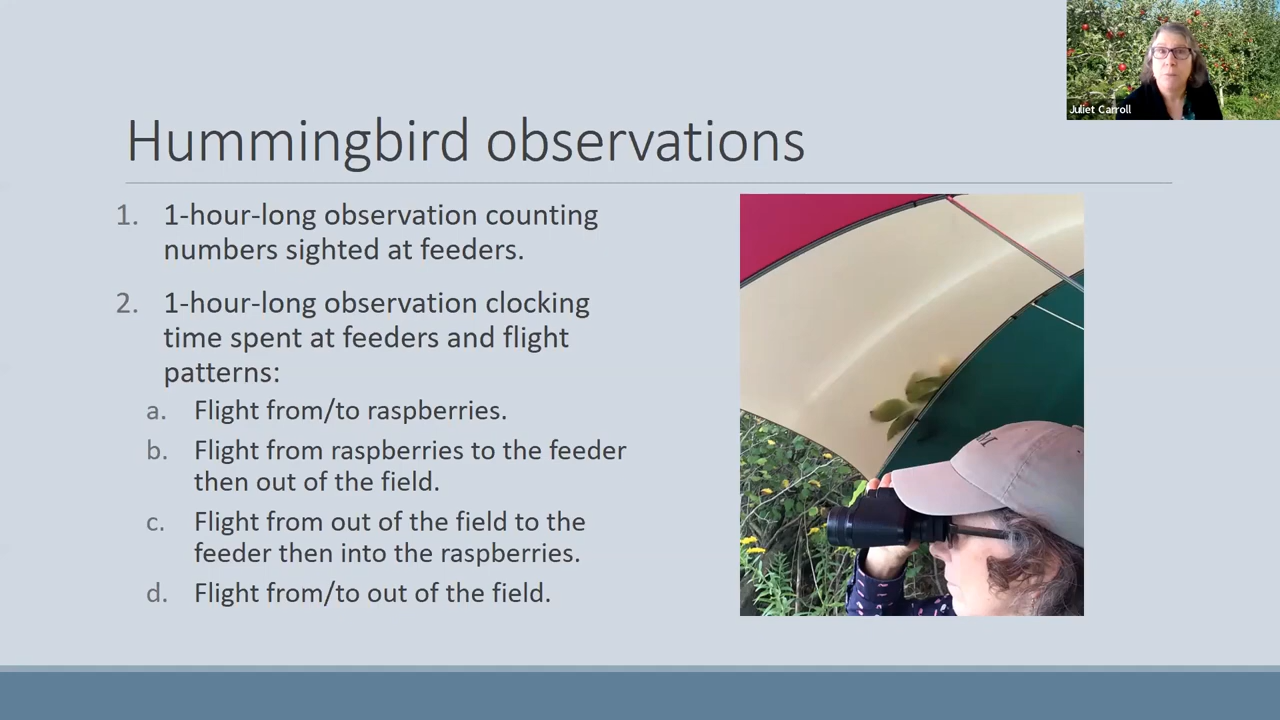 Juliet Carroll
Hummingbird observations
1. 1-hour-long observation counting
numbers sighted at feeders.
2. 1-hour-long observation clocking
time spent at feeders and flight
patterns:
a. Flight from/to raspberries.
b. Flight from raspberries to the feeder
then out of the field.
c. Flight from out of the field to the
feeder then into the raspberries.
d. Flight from/to out of the field.